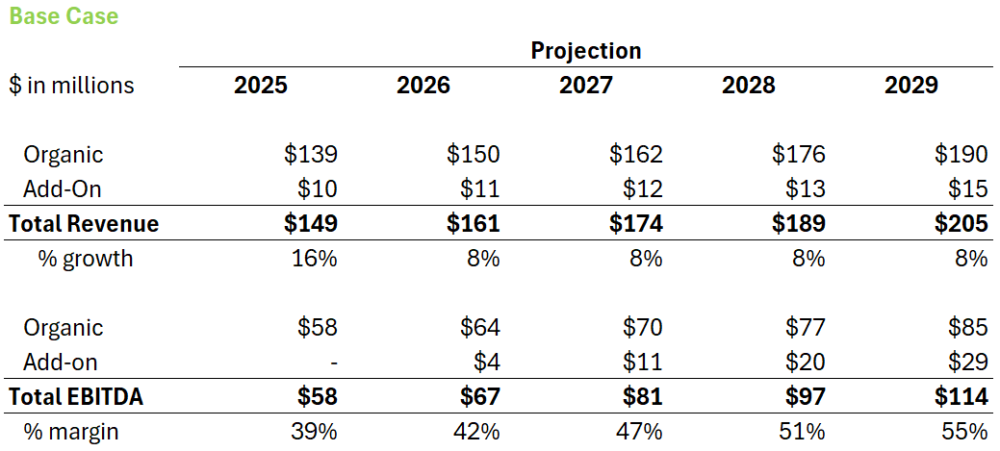 Base Case
Projection
$ in millions 2025 2026 2027 2028 2029
Organic $139 $150 $162 $176 $190
Add-On $10 $11 $12 $13 $15
Total Revenue $149 $161 $174 $189 $205
% growth 16% 8% 8% 8% 8%
Organic $58 $64 $70 $77 $85
Add-on - $4 $11 $20 $29
Total EBITDA $58 $67 $81 $97 $114
% margin 39% 42% 47% 51% 55%